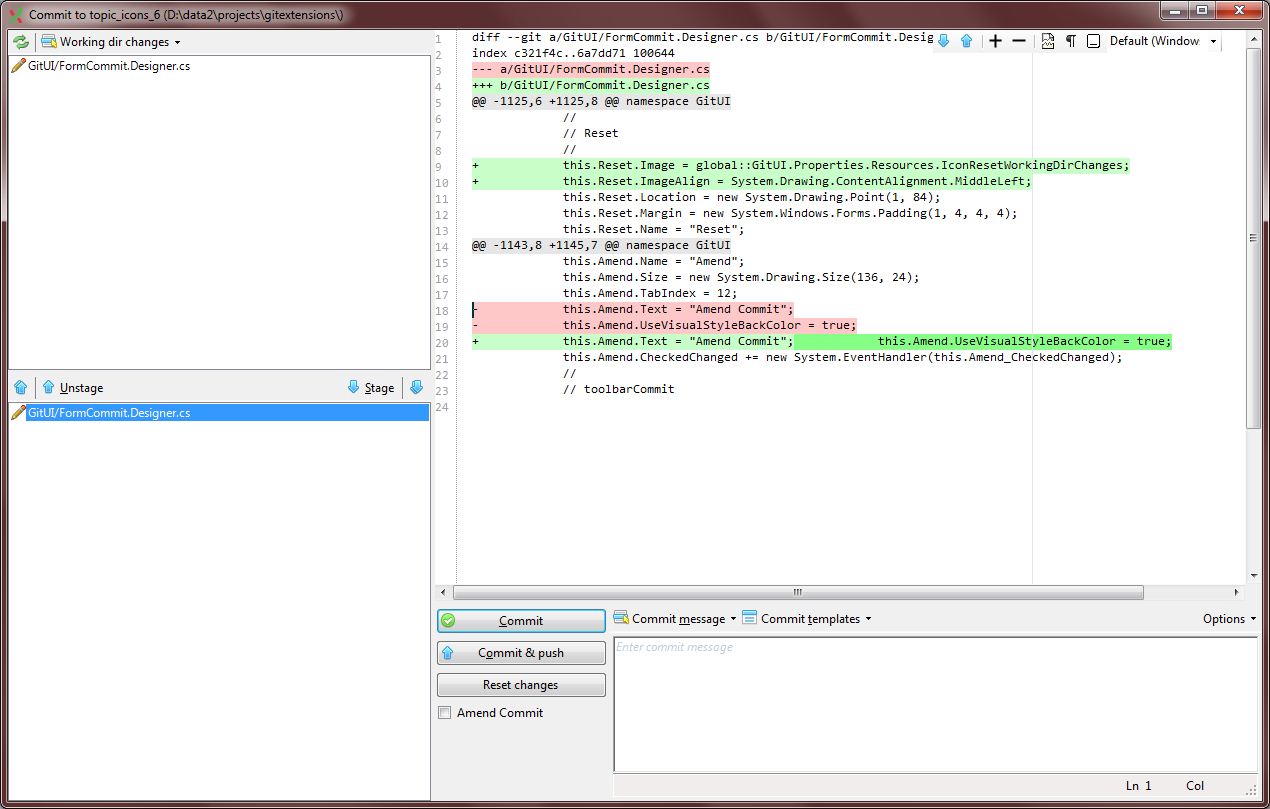 Commit to topic_icons_6 (D:\data2\projects\gitextensions\)
Working dir changes
GitUI/FormCommit.Designer.cs
Unstage
Stage
GitUI/FormCommit.Designer.cs
Default (Window
1 diff --git a/GitUI/FormCommit.Designer.cs b/GitUI/FormCommit.Desig
2 index c321f4c..6a7dd71 100644
3 --- a/GitUI/FormCommit.Designer.cs
4 +++ b/GitUI/FormCommit.Designer.cs
5 @@ -1125,6 +1125,8 @@ namespace GitUI
6 //
7 // Reset
8 //
9 + this.Reset.Image = global::GitUI.Properties.Resources.IconResetWorkingDirChanges;
10 + this.Reset.ImageAlign = System.Drawing.ContentAlignment.MiddleLeft;
11 this.Reset.Location = new System.Drawing.Point(1, 84);
12 this.Reset.Margin = new System.Windows.Forms.Padding(1, 4, 4, 4);
13 this.Reset.Name = "Reset";
14 @@ -1143,8 +1145,7 @@ namespace GitUI
15 this.Amend.Name = "Amend";
16 this.Amend.Size = new System.Drawing.Size(136, 24);
17 this.Amend.TabIndex = 12;
18 - this.Amend.Text = "Amend Commit";
19 - this.Amend.UseVisualStyleBackColor = true;
20 + this.Amend.Text = "Amend Commit"; this.Amend.UseVisualStyleBackColor = true;
21 this.Amend.CheckedChanged += new System.EventHandler(this.Amend_CheckedChanged);
22 //
23 // toolbarCommit
24
Commit
Commit & push
Reset changes
Amend Commit
Commit message
Commit templates
Options
Enter commit message
Ln 1 Col